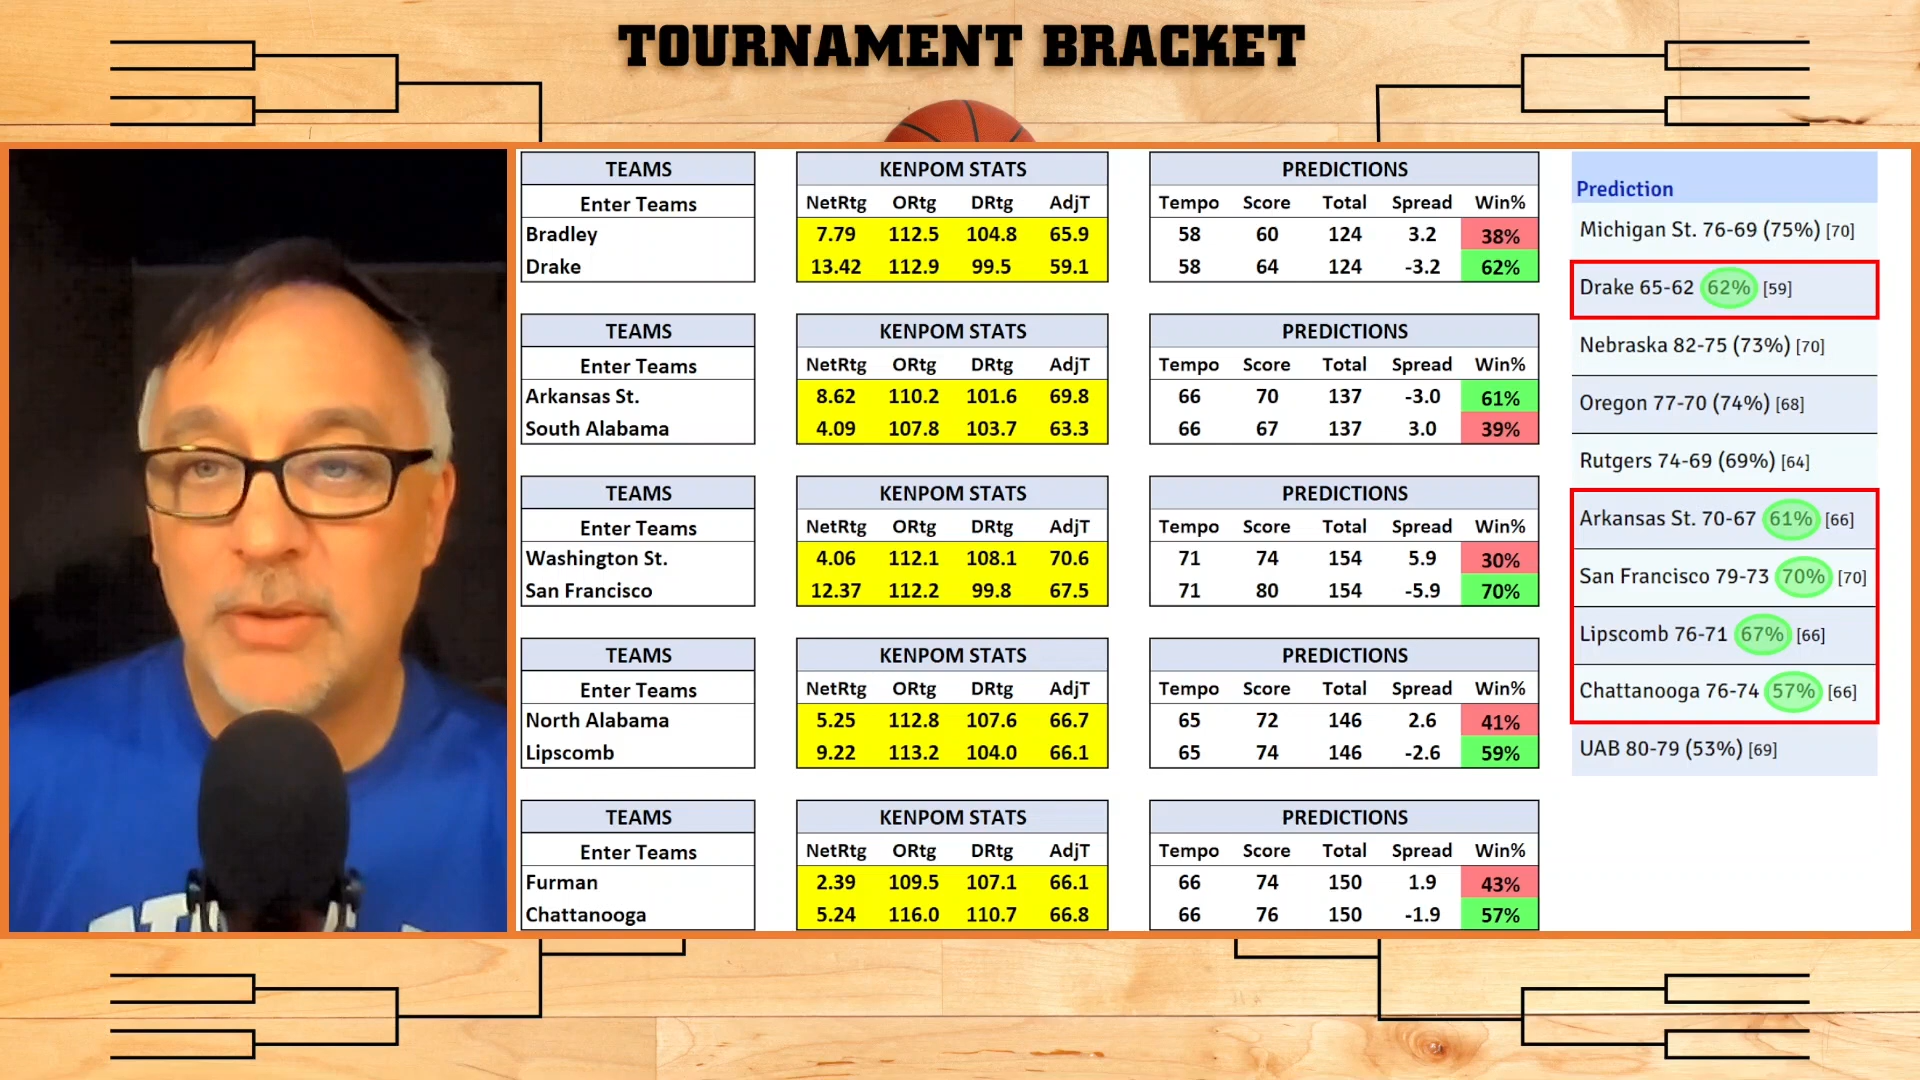 TOURNAMENT BRACKET
TEAMS KENPOM STATS PREDICTIONS
Enter Teams NetRtg ORtg DRtg AdjT Tempo Score Total Spread Win%
Bradley 7.79 112.5 104.8 65.9 58 60 124 3.2 38%
Drake 13.42 112.9 99.5 59.1 58 64 124 -3.2 62%
TEAMS KENPOM STATS PREDICTIONS
Enter Teams NetRtg ORtg DRtg AdjT Tempo Score Total Spread Win%
Arkansas St. 8.62 110.2 101.6 69.8 66 70 137 -3.0 61%
South Alabama 4.09 107.8 103.7 63.3 66 67 137 3.0 39%
TEAMS KENPOM STATS PREDICTIONS
Enter Teams NetRtg ORtg DRtg AdjT Tempo Score Total Spread Win%
Washington St. 4.06 112.1 108.1 70.6 71 74 154 5.9 30%
San Francisco 12.37 112.2 99.8 67.5 71 80 154 -5.9 70%
TEAMS KENPOM STATS PREDICTIONS
Enter Teams NetRtg ORtg DRtg AdjT Tempo Score Total Spread Win%
North Alabama 5.25 112.8 107.6 66.7 65 72 146 2.6 41%
Lipscomb 9.22 113.2 104.0 66.1 65 74 146 -2.6 59%
TEAMS KENPOM STATS PREDICTIONS
Enter Teams NetRtg ORtg DRtg AdjT Tempo Score Total Spread Win%
Furman 2.39 109.5 107.1 66.1 66 74 150 1.9 43%
Chattanooga 5.24 116.0 110.7 66.8 66 76 150 -1.9 57%
Prediction
Michigan St. 76-69 (75%) [70]
Drake 65-62 62% [59]
Nebraska 82-75 (73%) [70]
Oregon 77-70 (74%) [68]
Rutgers 74-69 (69%) [64]
Arkansas St. 70-67 61% [66]
San Francisco 79-73 70% [70]
Lipscomb 76-71 67% [66]
Chattanooga 76-74 57% [66]
UAB 80-79 (53%) [69]